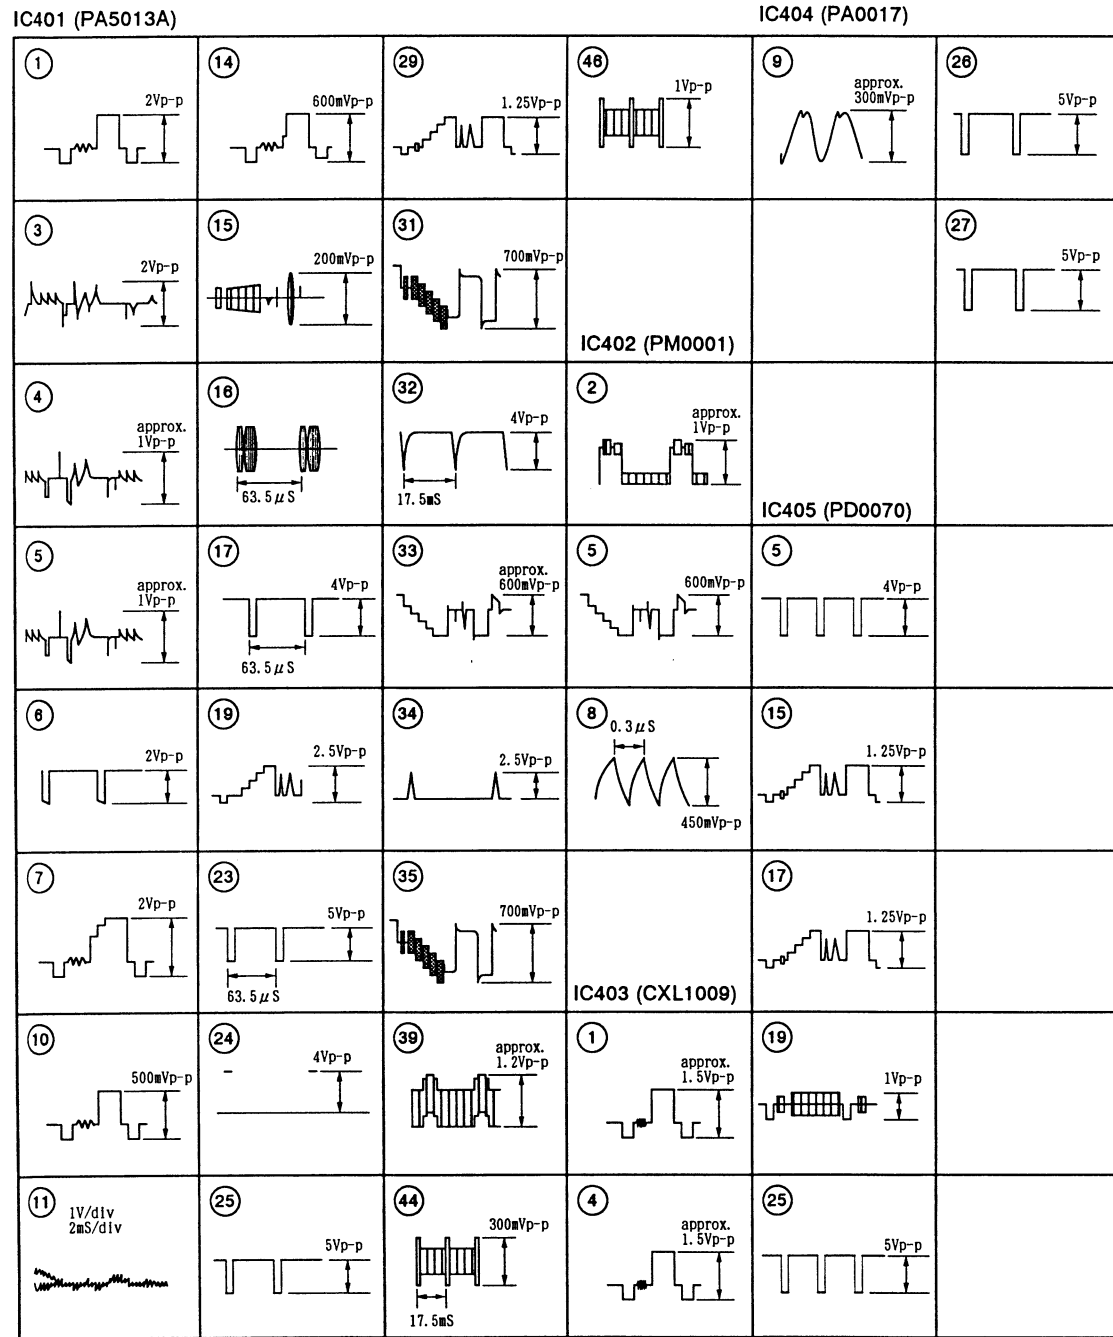 IC401 (PA5013A)
IC404 (PA0017)
1
2Vp-p
14
600mVp-p
29
1.25Vp-p
46
1Vp-p
9
approx.
300mVp-p
26
5Vp-p
3
2Vp-p
15
200mVp-p
31
700mVp-p
IC402 (PM0001)
27
5Vp-p
4
approx.
1Vp-p
16
63.5μS
32
4Vp-p
17.5mS
2
approx.
1Vp-p
IC405 (PD0070)
5
approx.
1Vp-p
17
4Vp-p
63.5μS
33
approx.
600mVp-p
5
600mVp-p
5
4Vp-p
6
2Vp-p
19
2.5Vp-p
34
2.5Vp-p
8
0.3μS
450mVp-p
15
1.25Vp-p
7
2Vp-p
23
5Vp-p
63.5μS
35
700mVp-p
IC403 (CXL1009)
17
1.25Vp-p
10
500mVp-p
24
4Vp-p
39
approx.
1.2Vp-p
1
approx.
1.5Vp-p
19
1Vp-p
11
1V/div
2mS/div
25
5Vp-p
44
300mVp-p
17.5mS
4
approx.
1.5Vp-p
25
5Vp-p